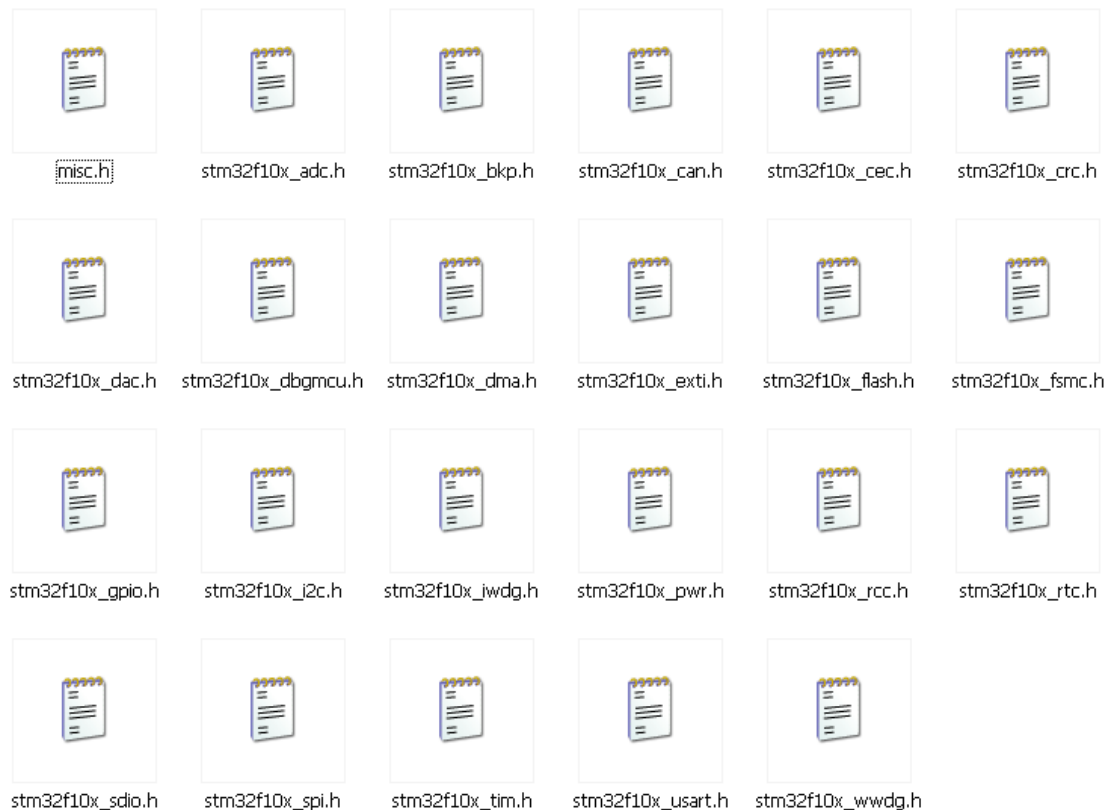 misc.h stm32f10x_adc.h stm32f10x_bkp.h stm32f10x_can.h stm32f10x_cec.h stm32f10x_crc.h
stm32f10x_dac.h stm32f10x_dbgmcu.h stm32f10x_dma.h stm32f10x_exti.h stm32f10x_flash.h stm32f10x_fsmc.h
stm32f10x_gpio.h stm32f10x_i2c.h stm32f10x_iwdg.h stm32f10x_pwr.h stm32f10x_rcc.h stm32f10x_rtc.h
stm32f10x_sdio.h stm32f10x_spi.h stm32f10x_tim.h stm32f10x_usart.h stm32f10x_wwdg.h